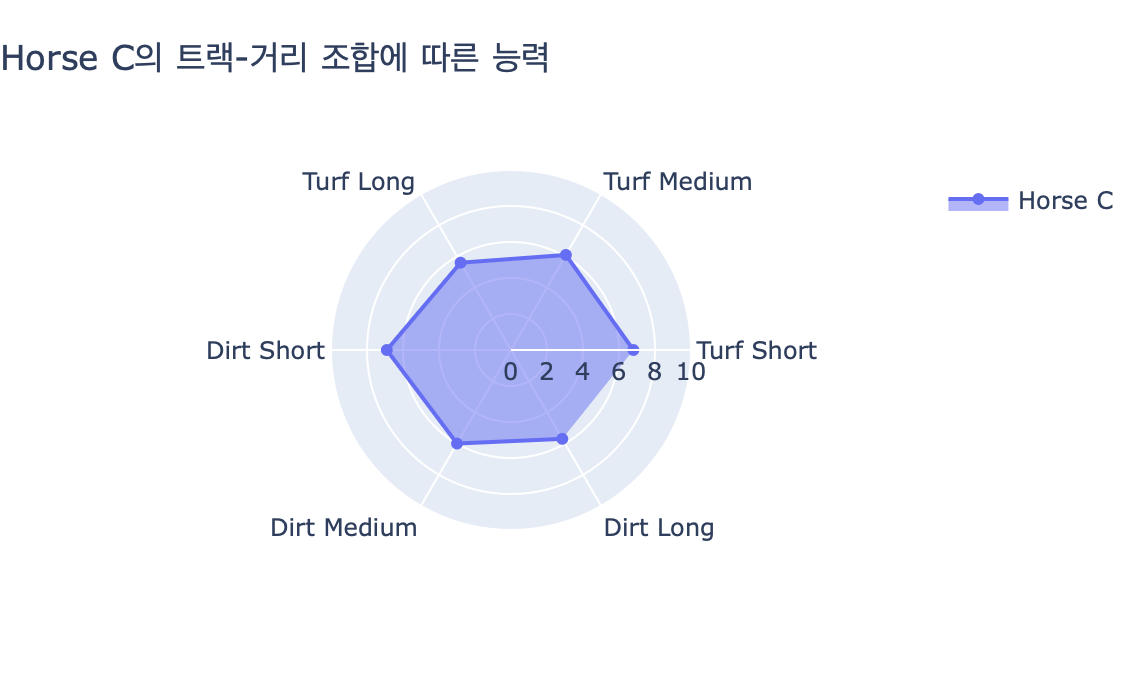 Horse C의 트랙-거리 조합에 따른 능력
Turf Long
Turf Medium
Horse C
Dirt Short
Turf Short
0 2 4 6 8 10
Dirt Medium
Dirt Long